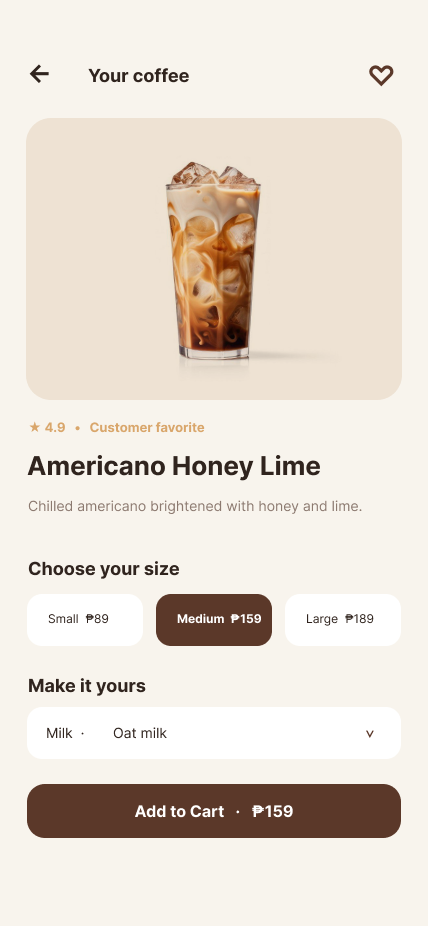 Your coffee
★ 4.9 • Customer favorite
Americano Honey Lime
Chilled americano brightened with honey and lime.
Choose your size
Small ₱89 Medium ₱159 Large ₱189
Make it yours
Milk · Oat milk
Add to Cart · ₱159